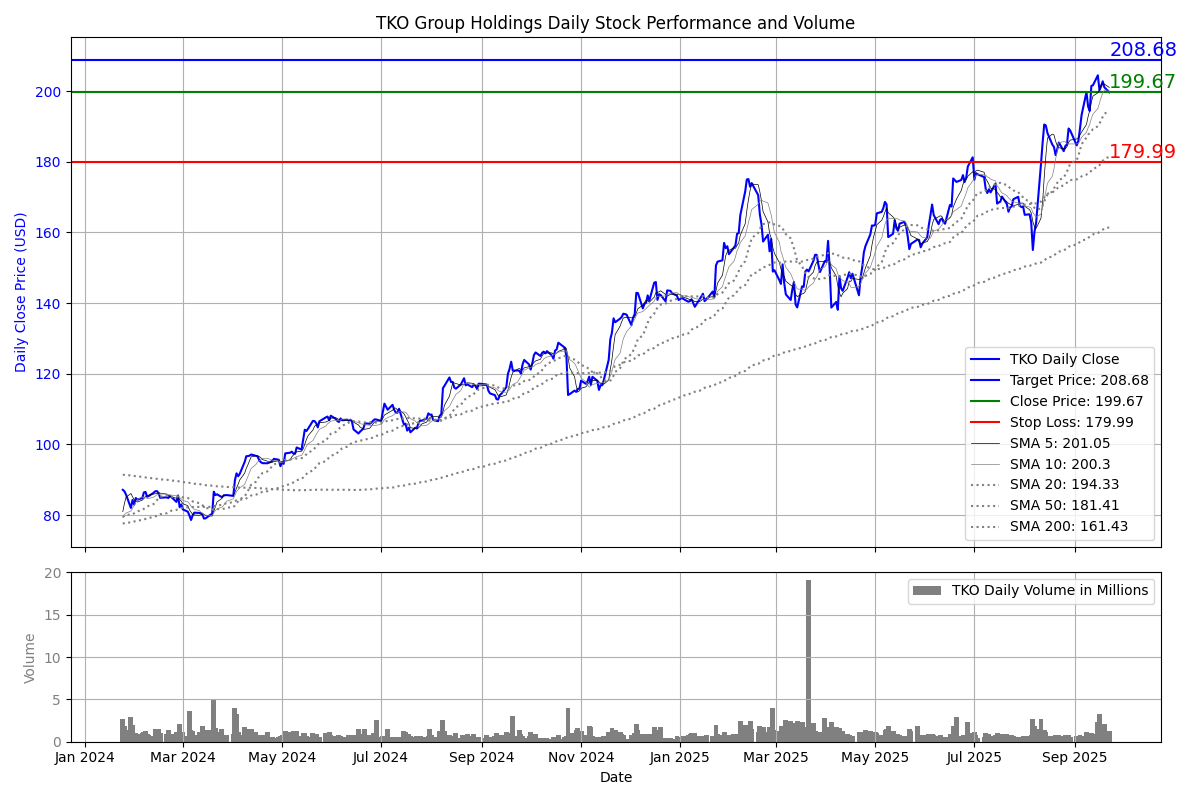 TKO Group Holdings Daily Stock Performance and Volume
Daily Close Price (USD)
200
180
160
140
120
100
80
208.68
199.67
179.99
TKO Daily Close
Target Price: 208.68
Close Price: 199.67
Stop Loss: 179.99
SMA 5: 201.05
SMA 10: 200.3
SMA 20: 194.33
SMA 50: 181.41
SMA 200: 161.43
Volume
20
15
10
5
0
TKO Daily Volume in Millions
Jan 2024 Mar 2024 May 2024 Jul 2024 Sep 2024 Nov 2024 Jan 2025 Mar 2025 May 2025 Jul 2025 Sep 2025
Date